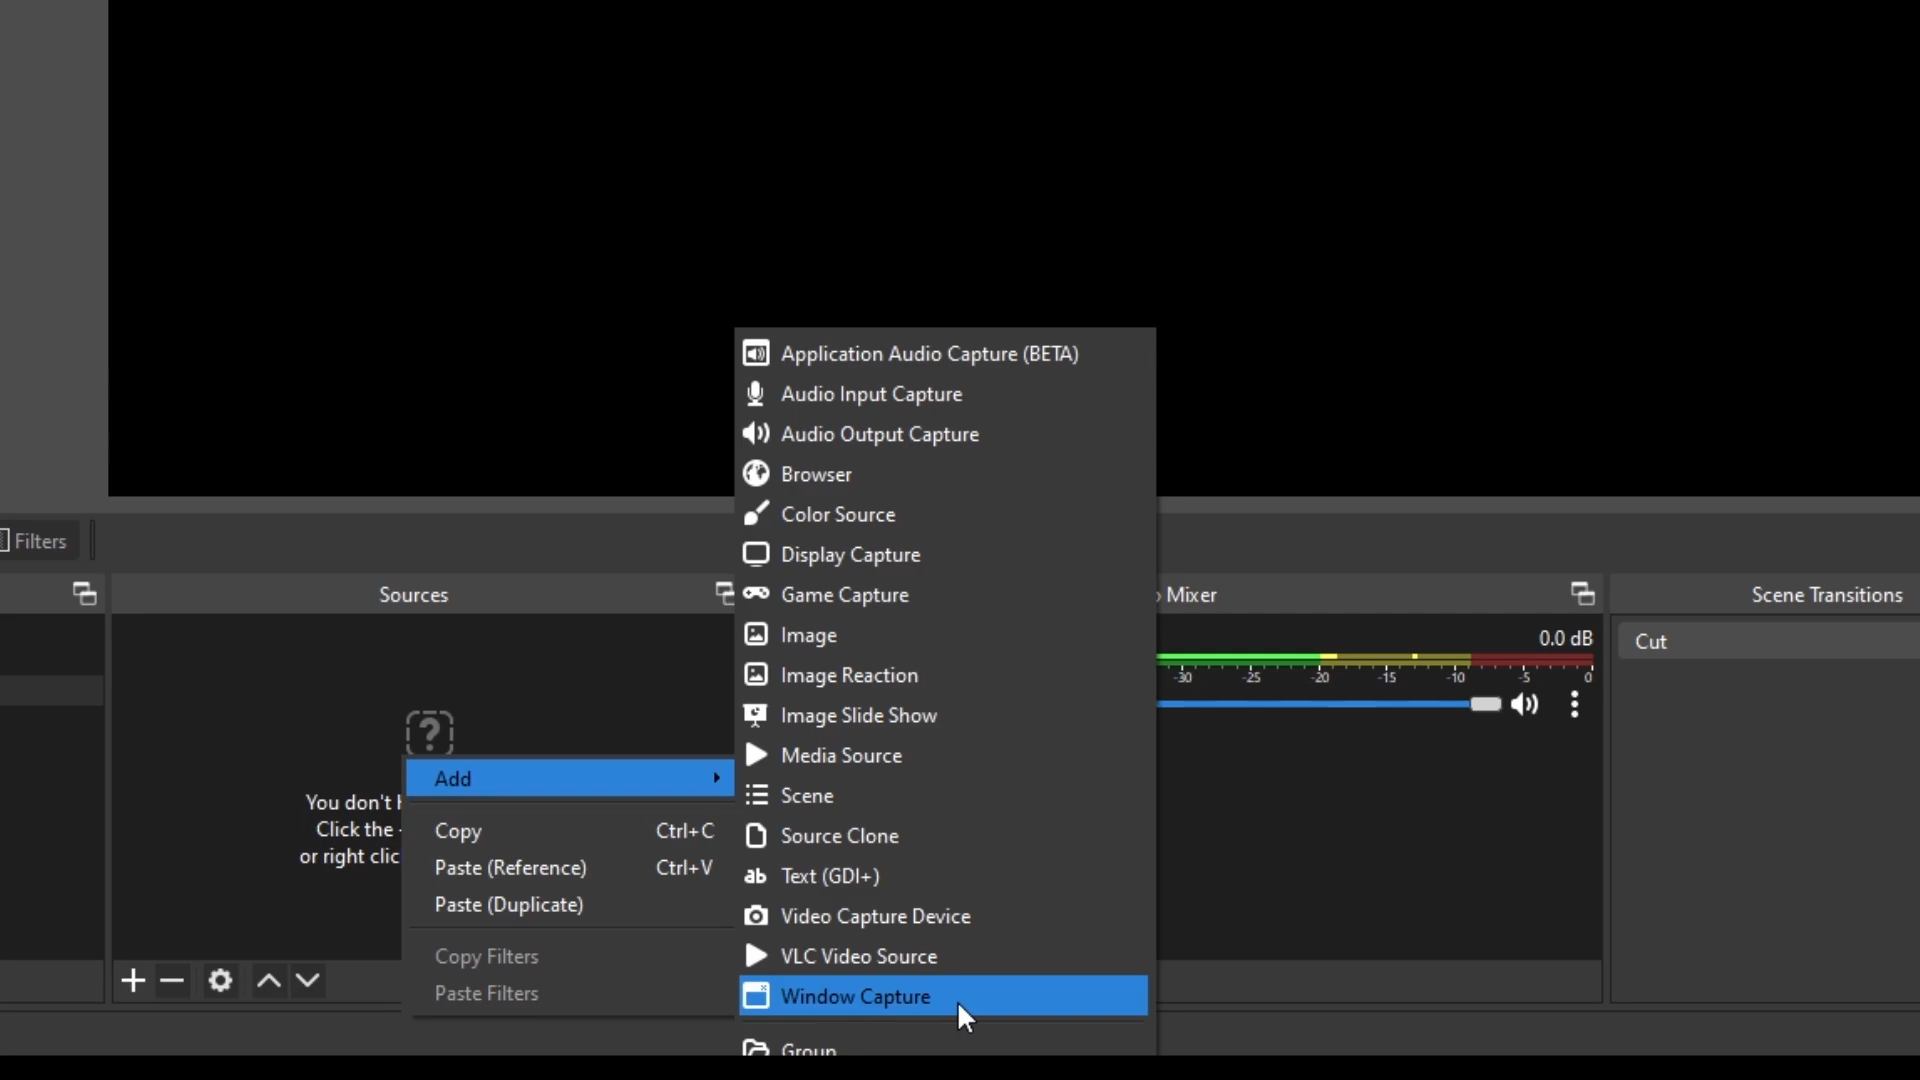 Application Audio Capture (BETA)
Audio Input Capture
Audio Output Capture
Browser
Color Source
Display Capture
Game Capture
Image
Image Reaction
Image Slide Show
Media Source
Scene
Source Clone
ab Text (GDI+)
Video Capture Device
VLC Video Source
Window Capture
Group
Filters
Sources
Mixer
Scene Transitions
0.0 dB
-30 -25 -20 -15 -10 -5 0
Cut
?
You don't
Click the
or right clic
Add
Copy Ctrl+C
Paste (Reference) Ctrl+V
Paste (Duplicate)
Copy Filters
Paste Filters